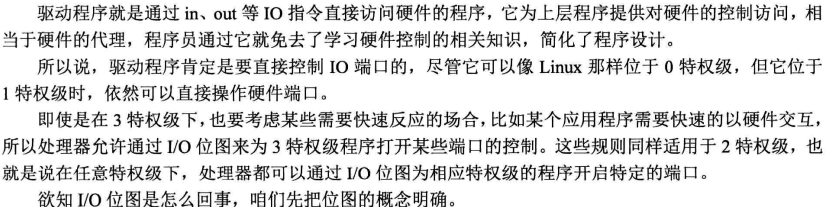 驱动程序就是通过 in、out 等 IO 指令直接访问硬件的程序，它为上层程序提供对硬件的控制访问，相
当于硬件的代理，程序员通过它就免去了学习硬件控制的相关知识，简化了程序设计。
所以说，驱动程序肯定是要直接控制 IO 端口的，尽管它可以像 Linux 那样位于 0 特权级，但它位于
1 特权级时，依然可以直接操作硬件端口。
即使是在 3 特权级下，也要考虑某些需要快速反应的场合，比如某个应用程序需要快速的以硬件交互，
所以处理器允许通过 I/O 位图来为 3 特权级程序打开某些端口的控制。这些规则同样适用于 2 特权级，也
就是说在任意特权级下，处理器都可以通过 I/O 位图为相应特权级的程序开启特定的端口。
欲知 I/O 位图是怎么回事，咱们先把位图的概念明确。